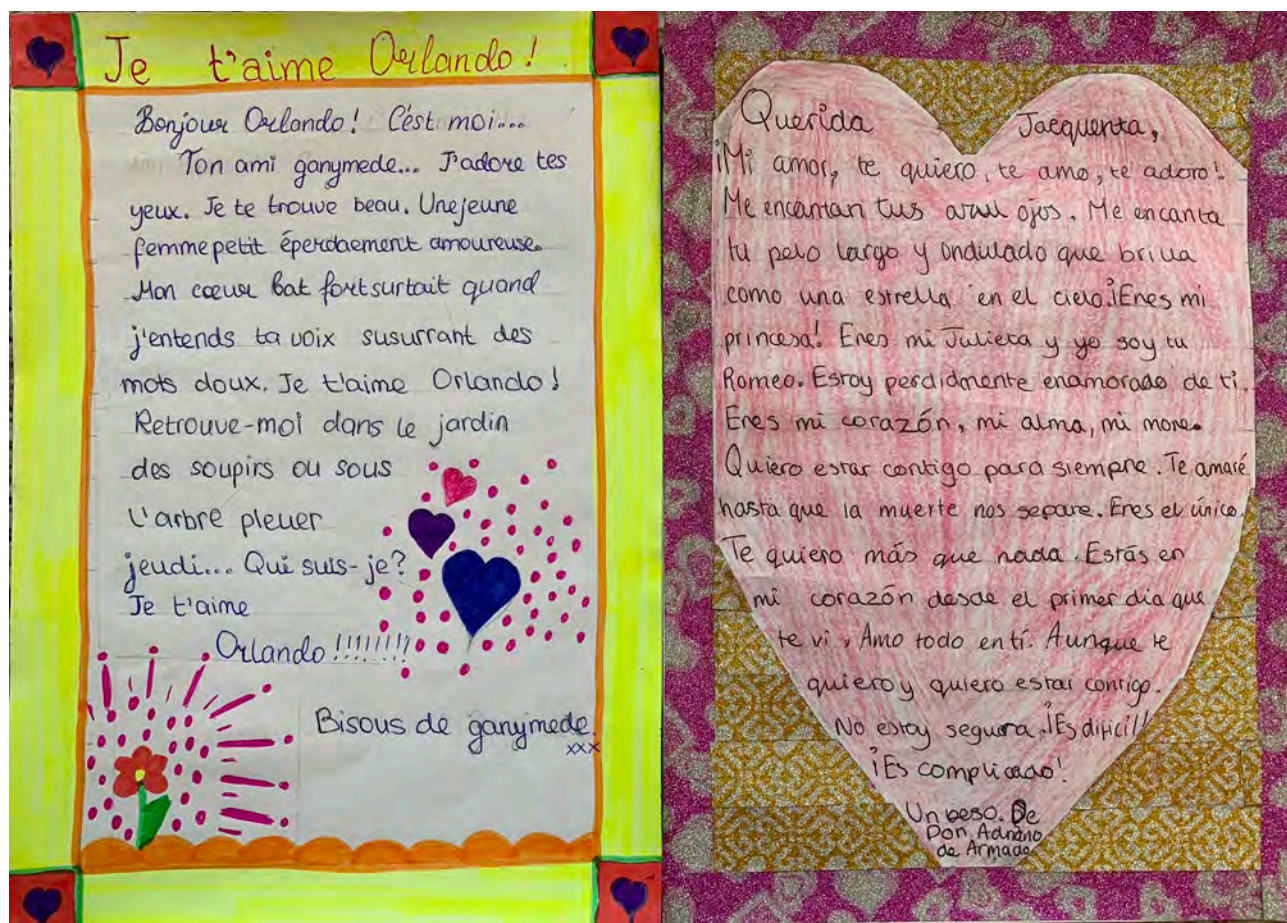 Je t'aime Orlando!
Bonjour Orlando! C'ést moi...
Ton ami ganymede... J'adore tes
yeux. Je te trouve beau. Une jeune
femme petit éperdaement amoureuse.
Mon cœur bat fort surtait quand
j'entends ta voix susurrant des
mots doux. Je t'aime Orlando!
Retrouve-moi dans le jardin
des soupirs ou sous
l'arbre pleuer
jeudi... Qui suis-je?
Je t'aime
Orlando!!!!!!!?
Bisous de ganymede.
xxx
Querida Jacquenta,
¡Mi amor, te quiero, te amo, te adoro!
Me encantan tus azul ojos. Me encanta
tu pelo largo y ondulado que brilla
como una estrella en el cielo. ¡Eres mi
princesa! Eres mi Julieta y yo soy tu
Romeo. Estoy perdidmente enamorado de ti.
Eres mi corazón, mi alma, mi more.
Quiero estar contigo para siempre. Te amaré
hasta que la muerte nos separe. Eres el único.
Te quiero más que nada. Estás en
mi corazón desde el primer día que
te vi. Amo todo en tí. Aunque te
quiero y quiero estar contigo.
No estoy segura. ¡Es difícil!
¡Es complicado!
Un beso. De
Don Adriano
de Armado